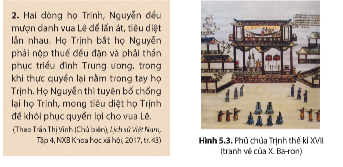 2. Hai dòng họ Trịnh, Nguyễn đều
mượn danh vua Lê để lấn át, tiêu diệt
lẫn nhau. Họ Trịnh bắt họ Nguyễn
phải nộp thuế đều đặn và phải thần
phục triều đình Trung ương, trong
khi thực quyền lại nằm trong tay họ
Trịnh. Họ Nguyễn thì tuyên bố chống
lại họ Trịnh, mong tiêu diệt họ Trịnh
để khôi phục quyền lợi cho vua Lê.
(Theo Trần Thị Vinh (Chủ biên), Lịch sử Việt Nam,
Tập 4, NXB Khoa học xã hội, 2017, tr. 43)
Hình 5.3. Phủ chúa Trịnh thế kỉ XVII
(tranh vẽ của X. Ba-ron)